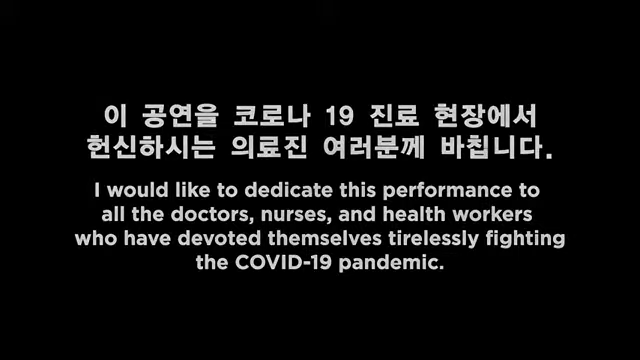 이 공연을 코로나 19 진료 현장에서
헌신하시는 의료진 여러분께 바칩니다.
I would like to dedicate this performance to
all the doctors, nurses, and health workers
who have devoted themselves tirelessly fighting
the COVID-19 pandemic.